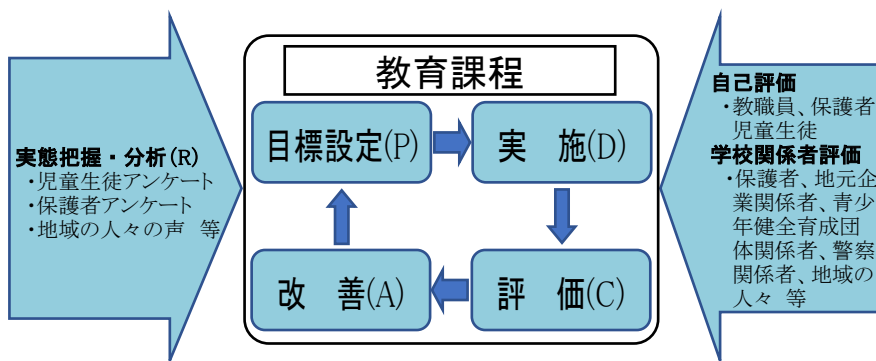 教育課程
目標設定(P)
実　施(D)
改　善(A)
評　価(C)
実態把握・分析(R)
・児童生徒アンケート
・保護者アンケート
・地域の人々の声　等
自己評価
・教職員、保護者
児童生徒
学校関係者評価
・保護者、地元企
業関係者、青少
年健全育成団
体関係者、警察
関係者、地域の
人々 等